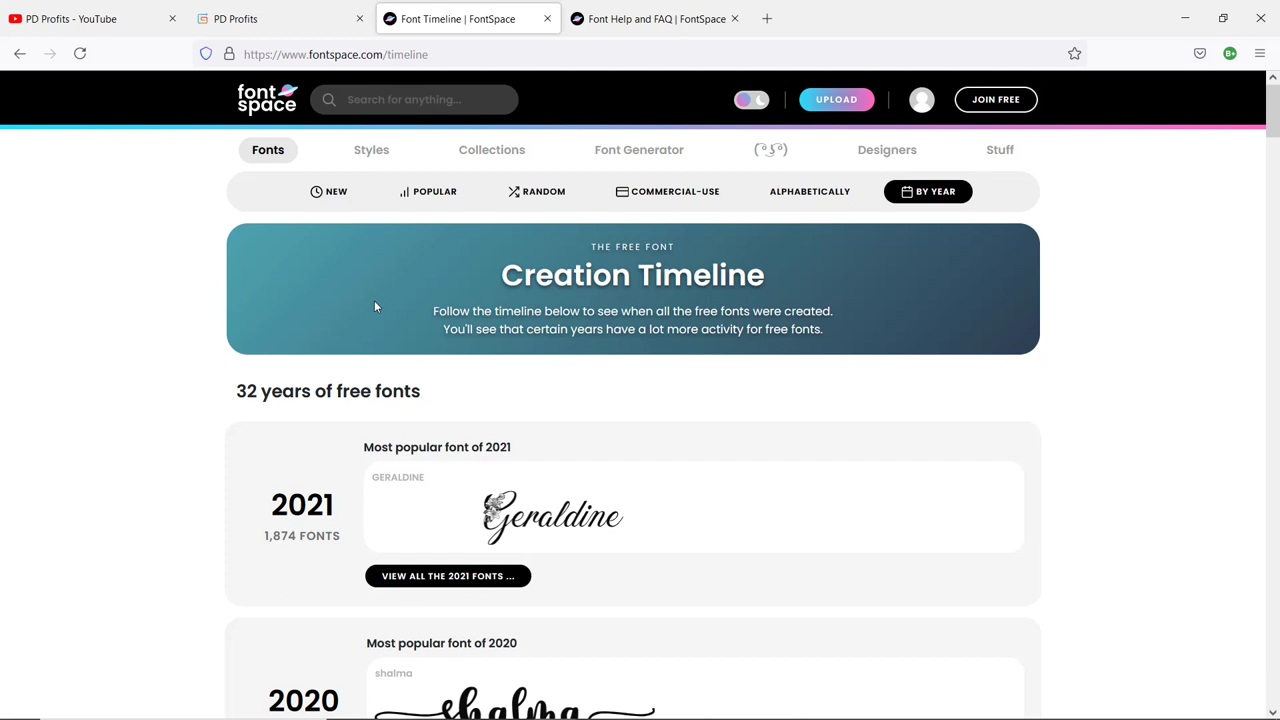 PD Profits - YouTube
PD Profits
Font Timeline | FontSpace
Font Help and FAQ | FontSpace
https://www.fontspace.com/timeline
B+
font
space
Search for anything...
UPLOAD
JOIN FREE
Fonts
Styles
Collections
Font Generator
( ͡° ͜ʖ ͡°)
Designers
Stuff
NEW
POPULAR
RANDOM
COMMERCIAL-USE
ALPHABETICALLY
BY YEAR
THE FREE FONT
Creation Timeline
Follow the timeline below to see when all the free fonts were created.
You'll see that certain years have a lot more activity for free fonts.
32 years of free fonts
Most popular font of 2021
GERALDINE
Geraldine
2021
1,874 FONTS
VIEW ALL THE 2021 FONTS ...
Most popular font of 2020
shalma
shalma
2020